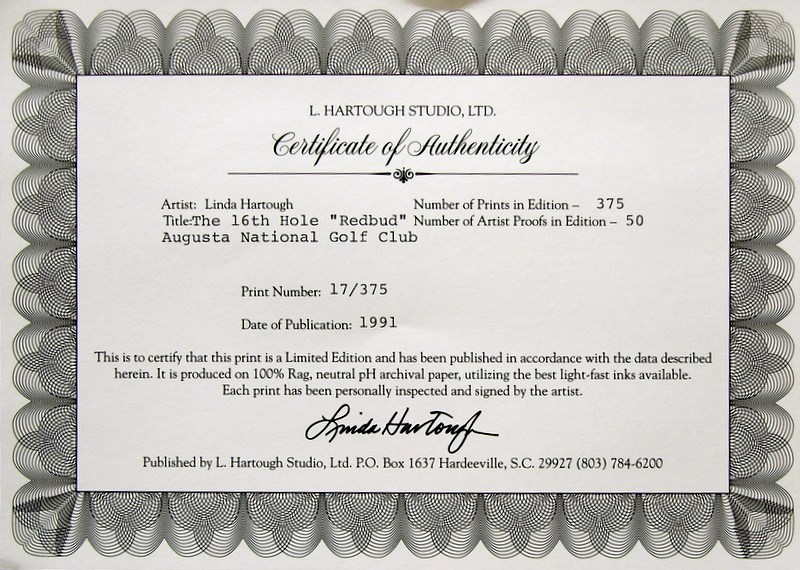 L. HARTOUGH STUDIO, LTD.
Certificate of Authenticity
Artist: Linda Hartough
Number of Prints in Edition – 375
Title:The 16th Hole "Redbud"
Number of Artist Proofs in Edition – 50
Augusta National Golf Club
Print Number: 17/375
Date of Publication: 1991
This is to certify that this print is a Limited Edition and has been published in accordance with the data described
herein. It is produced on 100% Rag, neutral pH archival paper, utilizing the best light-fast inks available.
Each print has been personally inspected and signed by the artist.
Linda Hartough
Published by L. Hartough Studio, Ltd. P.O. Box 1637 Hardeeville, S.C. 29927 (803) 784-6200